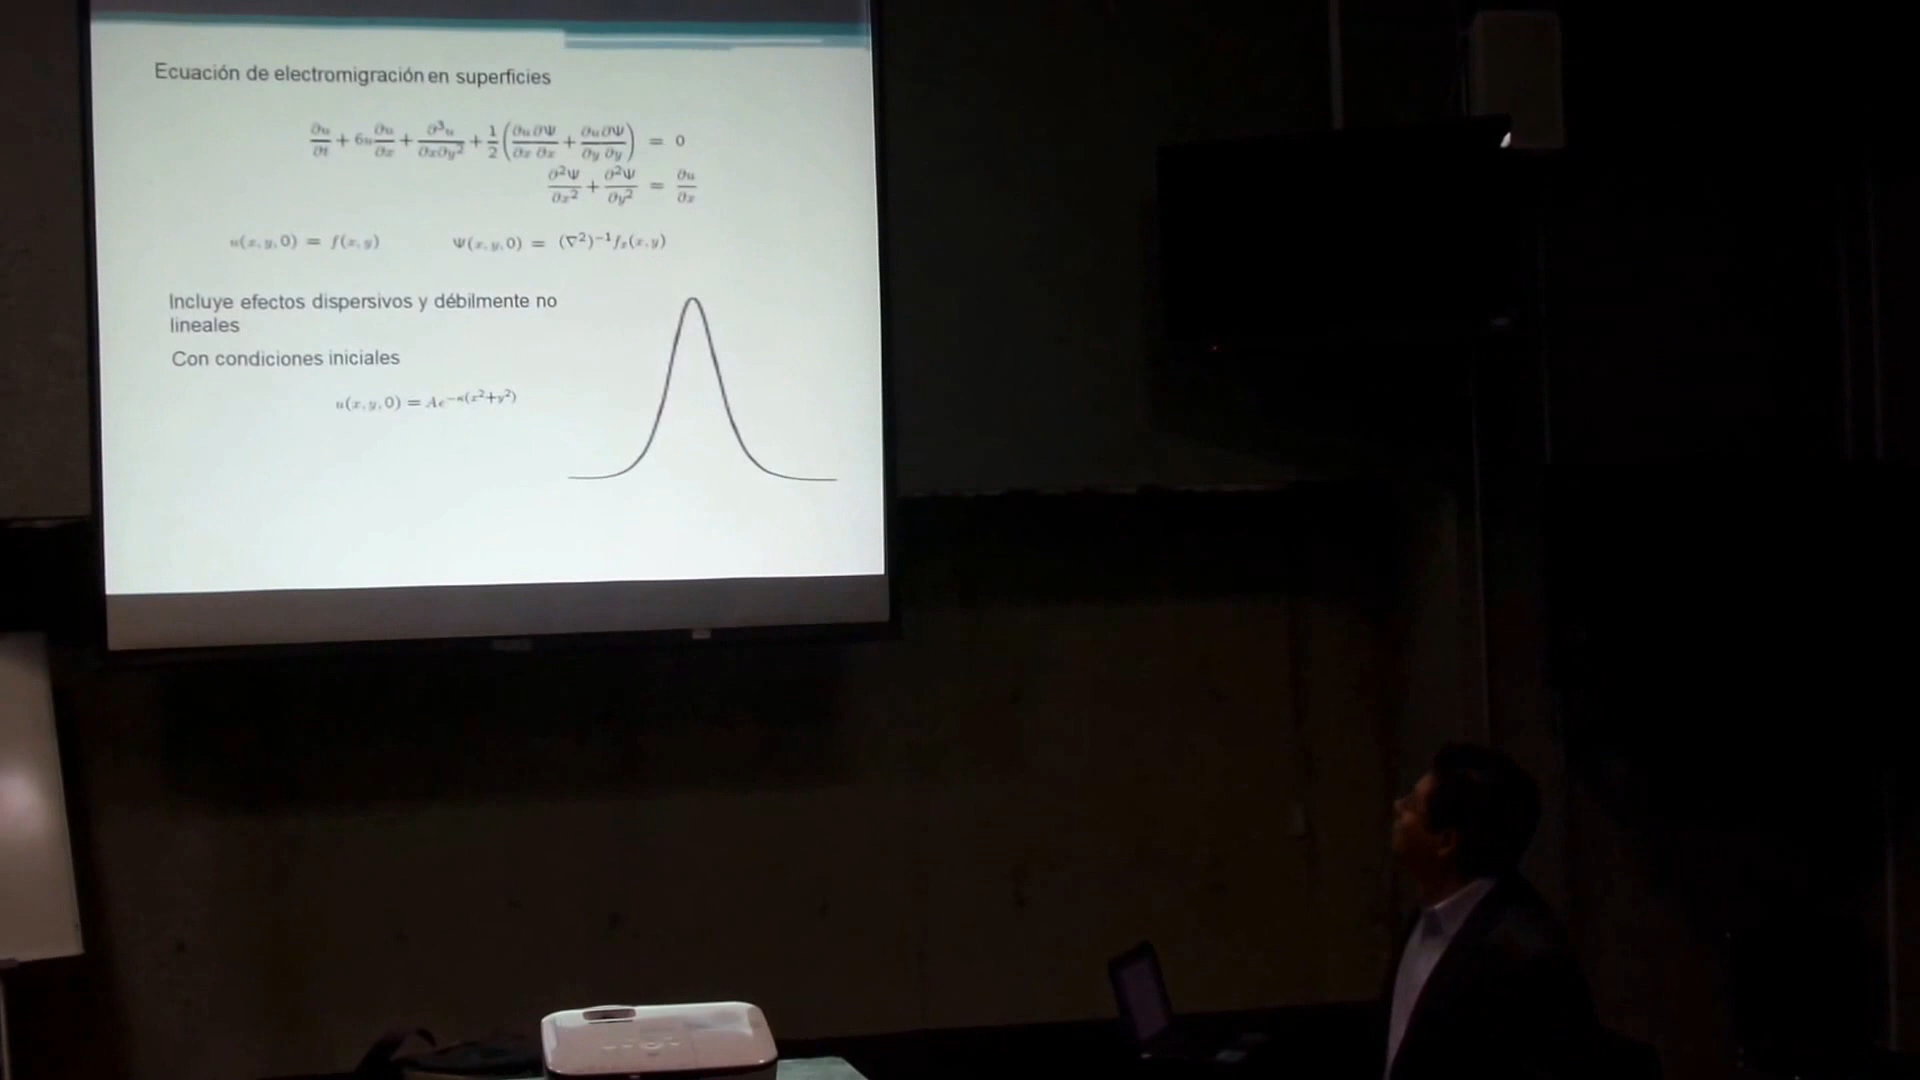 Ecuación de electromigración en superficies
∂u/∂t + 6u ∂u/∂x + ∂³u/∂x∂y² + 1/2 (∂u/∂x ∂Ψ/∂x + ∂u/∂y ∂Ψ/∂y) = 0
∂²Ψ/∂x² + ∂²Ψ/∂y² = ∂u/∂x
u(x, y, 0) = f(x, y) Ψ(x, y, 0) = (∇²)⁻¹fₓ(x, y)
Incluye efectos dispersivos y débilmente no
lineales
Con condiciones iniciales
u(x, y, 0) = Ae^{-κ(x²+y²)}